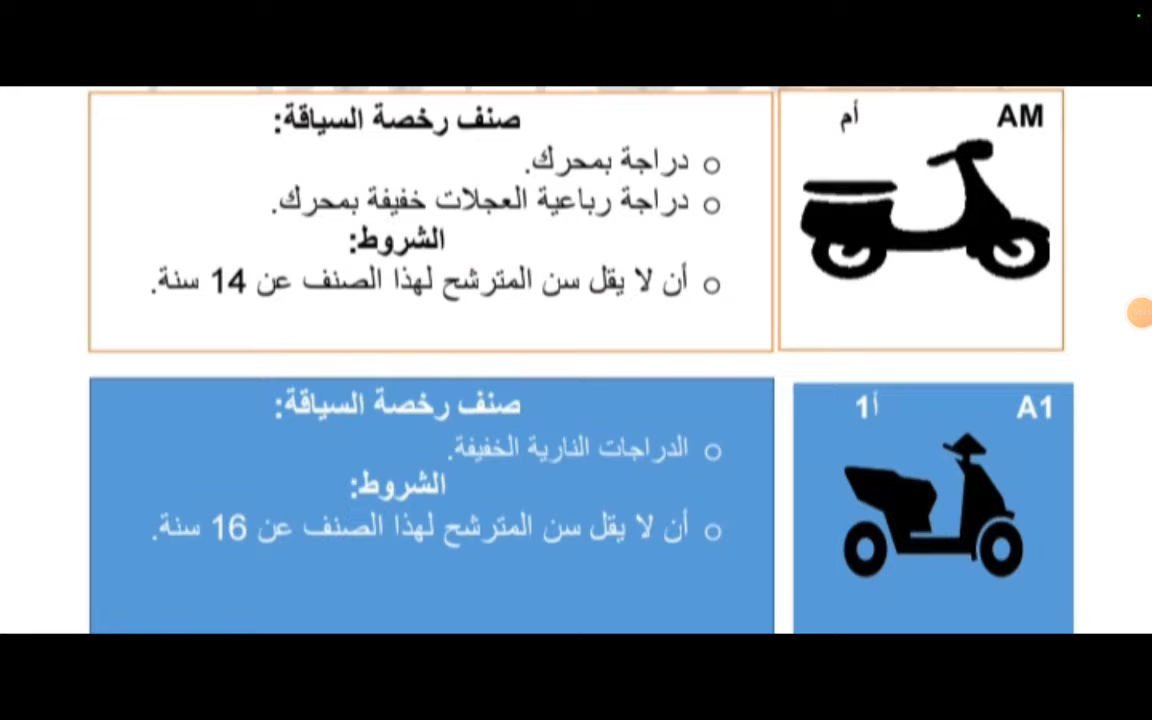 AM أم
صنف رخصة السياقة:
o دراجة بمحرك.
o دراجة رباعية العجلات خفيفة بمحرك.
الشروط:
o أن لا يقل سن المترشح لهذا الصنف عن 14 سنة.
A1 أ1
صنف رخصة السياقة:
o الدراجات النارية الخفيفة.
الشروط:
o أن لا يقل سن المترشح لهذا الصنف عن 16 سنة.